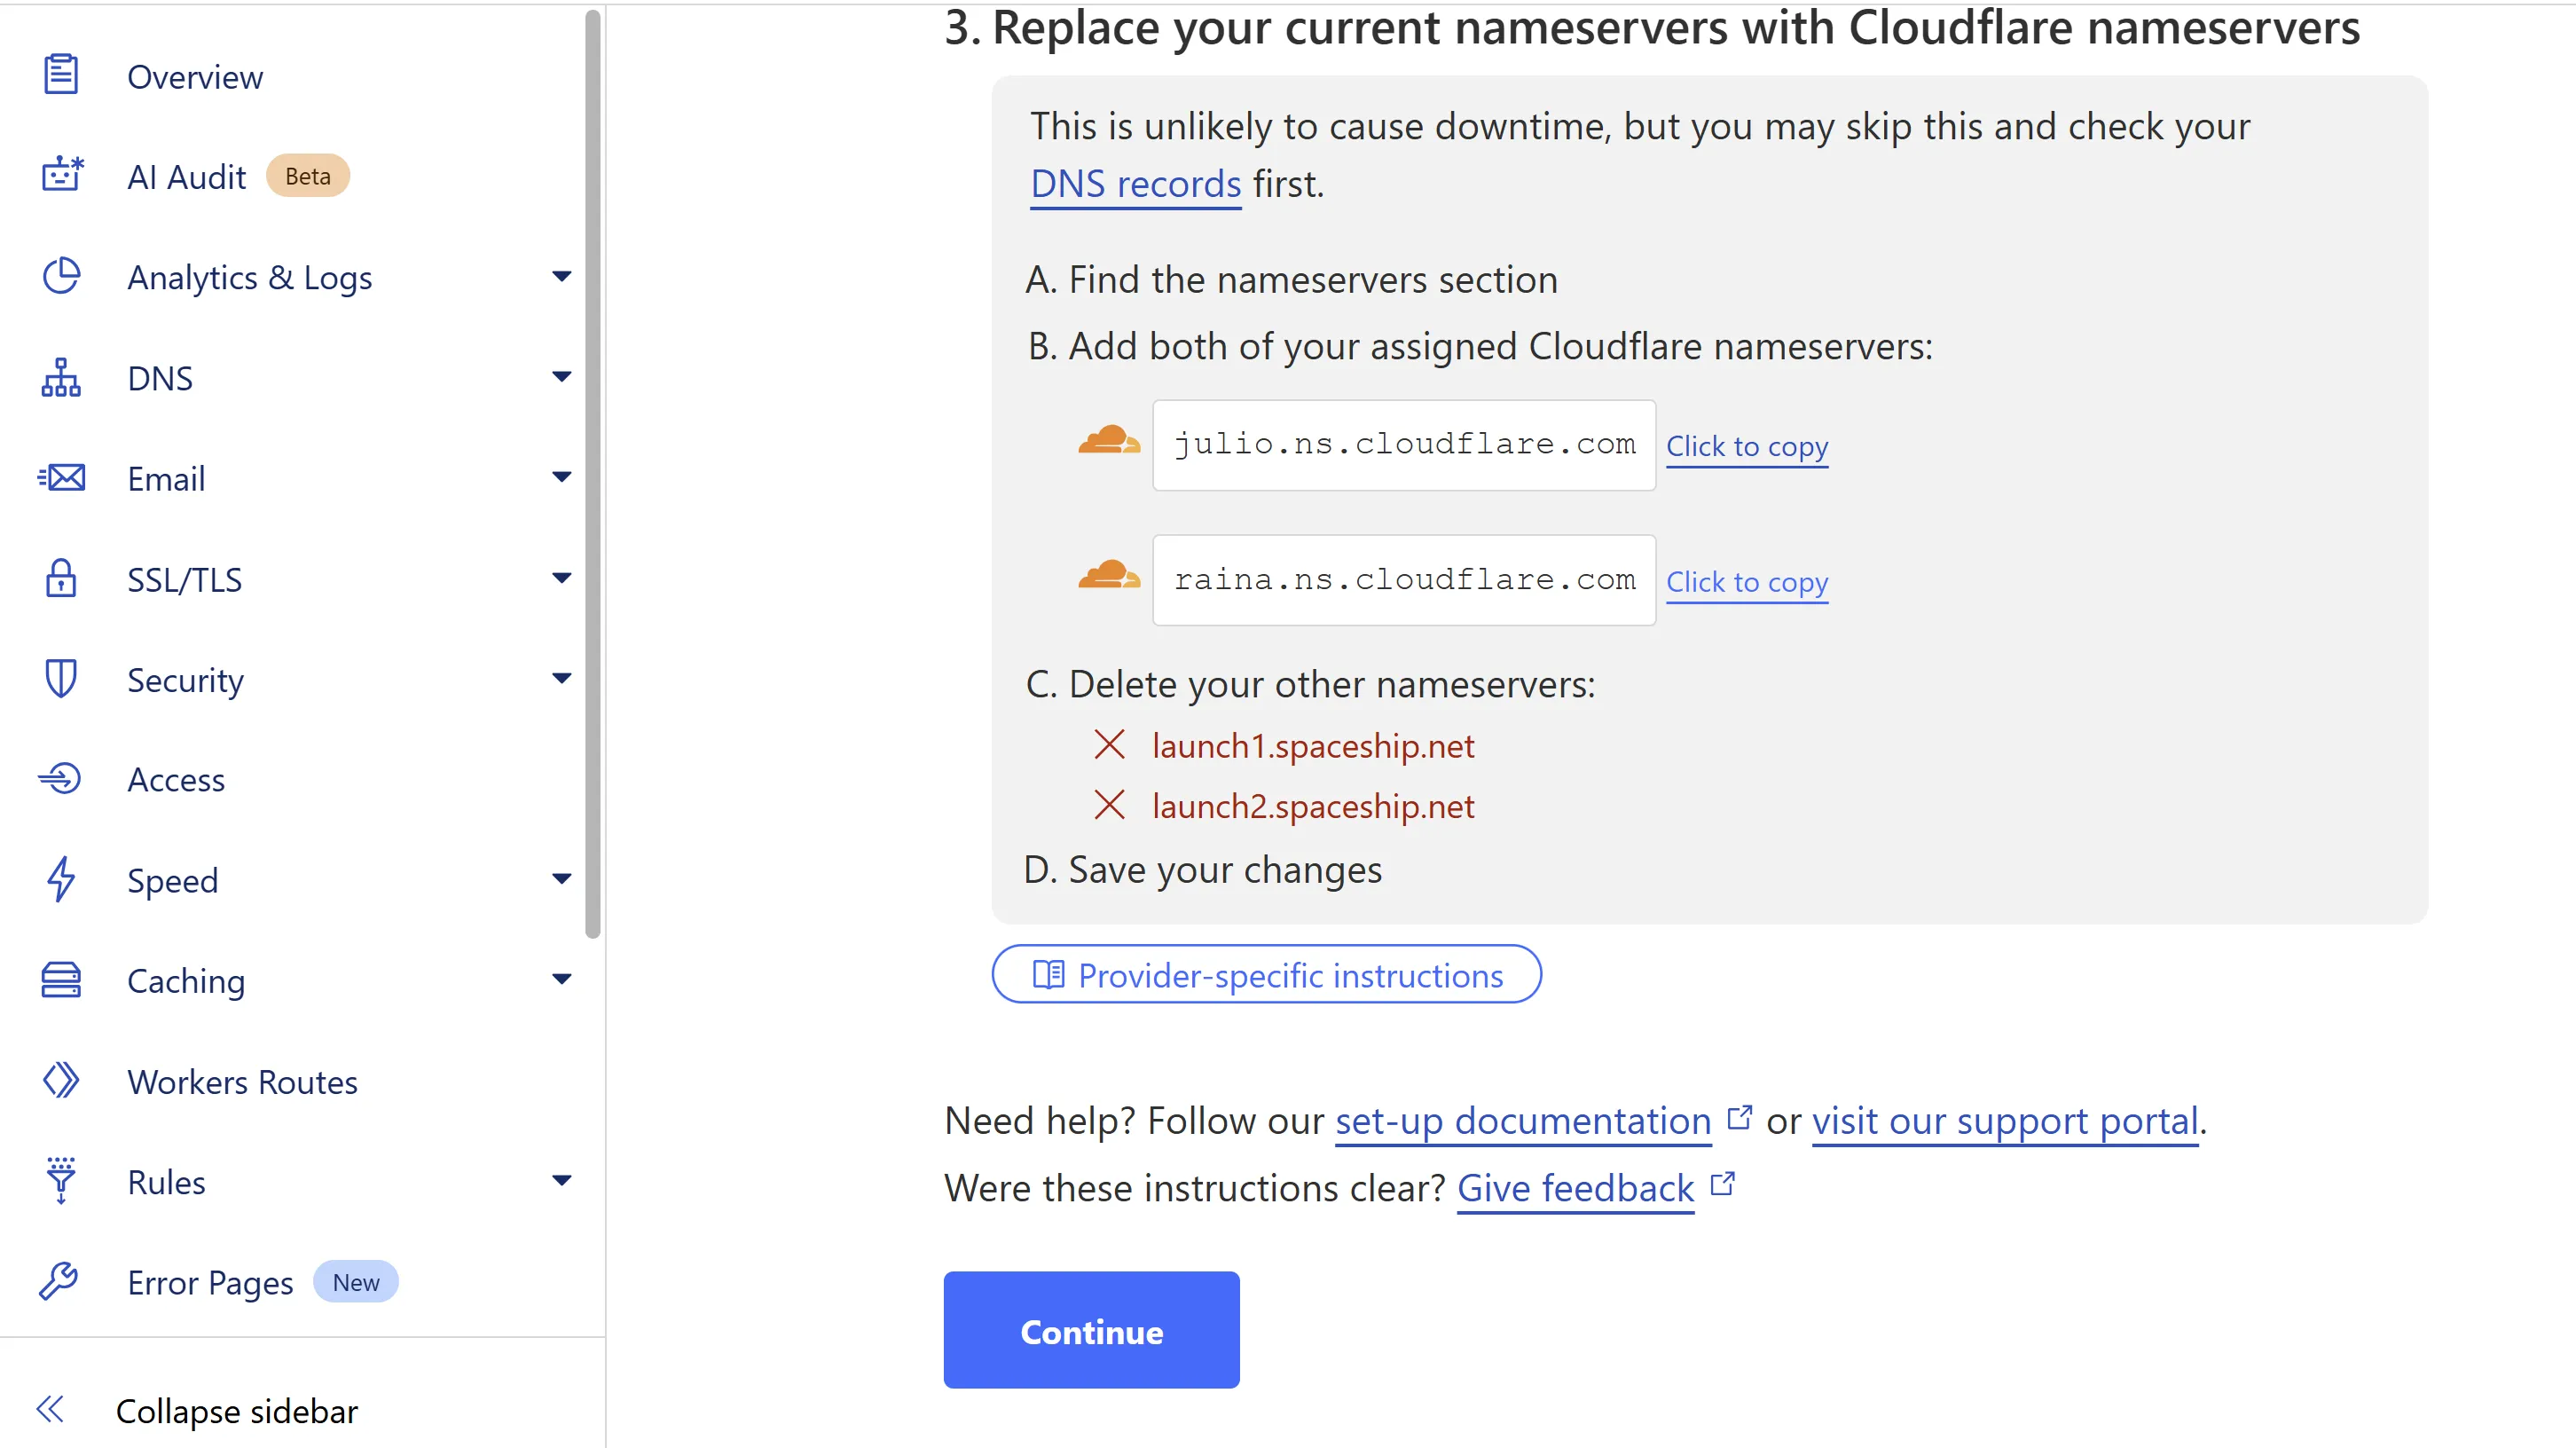 Overview
AI Audit Beta
Analytics & Logs
DNS
Email
SSL/TLS
Security
Access
Speed
Caching
Workers Routes
Rules
Error Pages New
Collapse sidebar
3. Replace your current nameservers with Cloudflare nameservers
This is unlikely to cause downtime, but you may skip this and check your
DNS records first.
A. Find the nameservers section
B. Add both of your assigned Cloudflare nameservers:
julio.ns.cloudflare.com Click to copy
raina.ns.cloudflare.com Click to copy
C. Delete your other nameservers:
launch1.spaceship.net
launch2.spaceship.net
D. Save your changes
Provider-specific instructions
Need help? Follow our set-up documentation or visit our support portal.
Were these instructions clear? Give feedback
Continue